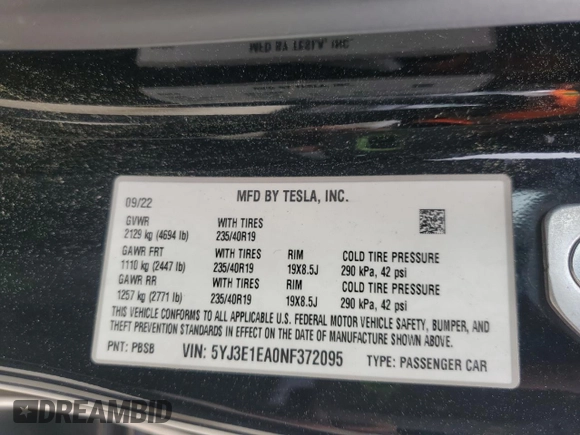 MFD BY TESLA, INC.
09/22
GVWR WITH TIRES
2129 kg (4694 lb) 235/40R19
GAWR FRT WITH TIRES RIM COLD TIRE PRESSURE
1110 kg (2447 lb) 235/40R19 19X8.5J 290 kPa, 42 psi
GAWR RR WITH TIRES RIM COLD TIRE PRESSURE
1257 kg (2771 lb) 235/40R19 19X8.5J 290 kPa, 42 psi
THIS VEHICLE CONFORMS TO ALL APPLICABLE U.S. FEDERAL MOTOR VEHICLE SAFETY, BUMPER, AND
THEFT PREVENTION STANDARDS IN EFFECT ON THE DATE OF MANUFACTURE SHOWN ABOVE.
PNT: PBSB VIN: 5YJ3E1EA0NF372095 TYPE: PASSENGER CAR
DREAMBID